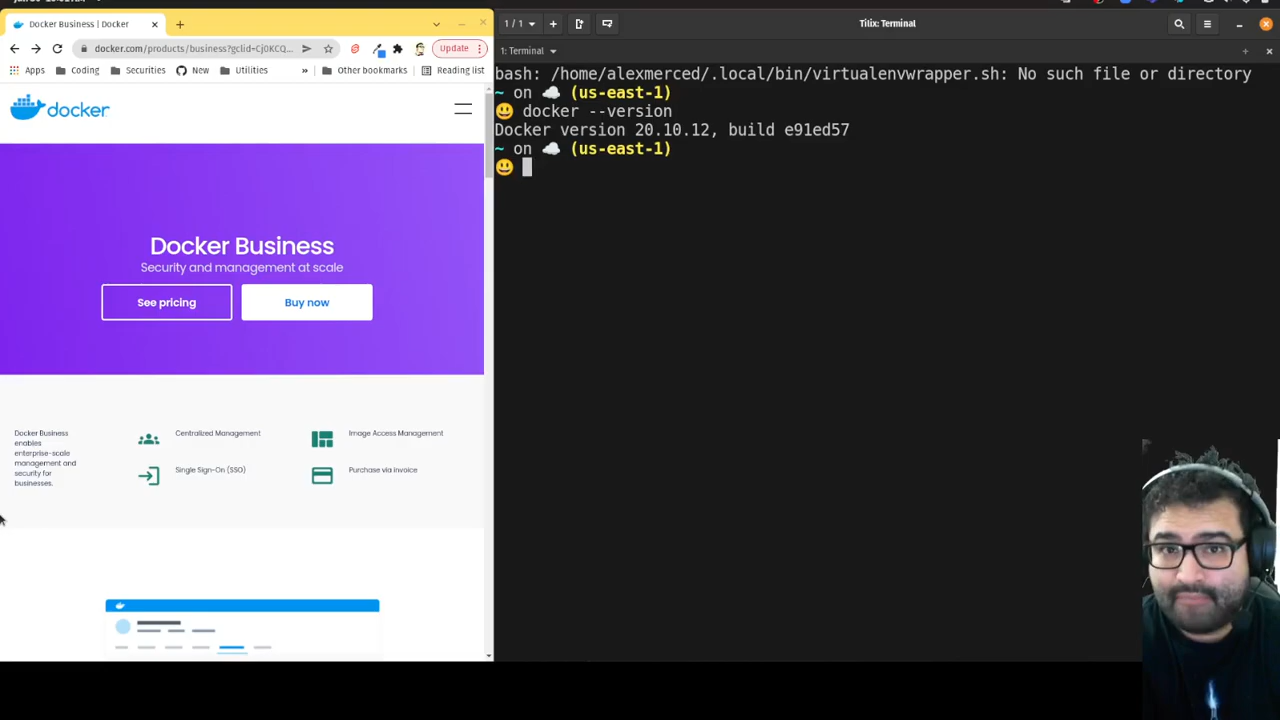 Docker Business | Docker
docker.com/products/business?gclid=Cj0KCQ...
Update
Apps
Coding
Securities
New
Utilities
»
Other bookmarks
Reading list
docker
Docker Business
Security and management at scale
See pricing
Buy now
Docker Business
enables
enterprise-scale
management and
security for
businesses.
Centralized Management
Image Access Management
Single Sign-On (SSO)
Purchase via invoice
1 / 1
Tilix: Terminal
1: Terminal
bash: /home/alexmerced/.local/bin/virtualenvwrapper.sh: No such file or directory
~ on ☁️ (us-east-1)
😃 docker --version
Docker version 20.10.12, build e91ed57
~ on ☁️ (us-east-1)
😃